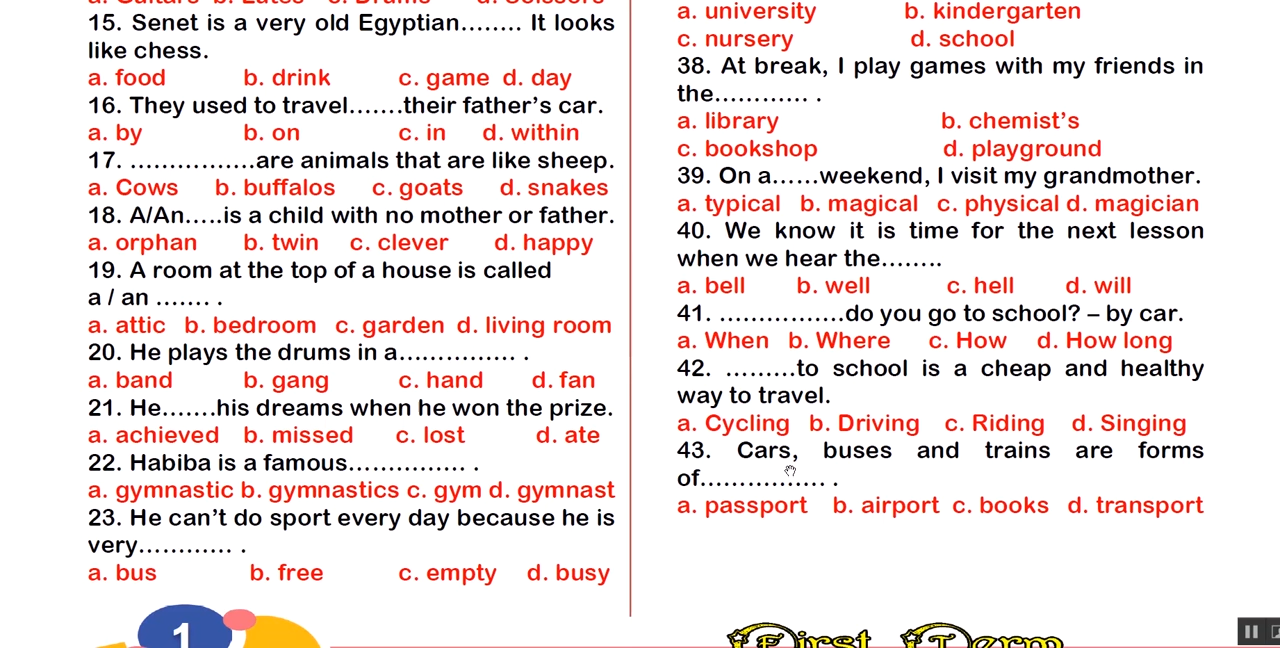 a. Guitars b. Lutes c. Drums d. Scissors
15. Senet is a very old Egyptian........ It looks
like chess.
a. food b. drink c. game d. day
16. They used to travel.......their father's car.
a. by b. on c. in d. within
17. ................are animals that are like sheep.
a. Cows b. buffalos c. goats d. snakes
18. A/An.....is a child with no mother or father.
a. orphan b. twin c. clever d. happy
19. A room at the top of a house is called
a / an ....... .
a. attic b. bedroom c. garden d. living room
20. He plays the drums in a............... .
a. band b. gang c. hand d. fan
21. He.......his dreams when he won the prize.
a. achieved b. missed c. lost d. ate
22. Habiba is a famous............... .
a. gymnastic b. gymnastics c. gym d. gymnast
23. He can't do sport every day because he is
very............ .
a. bus b. free c. empty d. busy
1
a. university b. kindergarten
c. nursery d. school
38. At break, I play games with my friends in
the............ .
a. library b. chemist's
c. bookshop d. playground
39. On a......weekend, I visit my grandmother.
a. typical b. magical c. physical d. magician
40. We know it is time for the next lesson
when we hear the........
a. bell b. well c. hell d. will
41. ................do you go to school? – by car.
a. When b. Where c. How d. How long
42. .........to school is a cheap and healthy
way to travel.
a. Cycling b. Driving c. Riding d. Singing
43. Cars, buses and trains are forms
of................ .
a. passport b. airport c. books d. transport
First Term